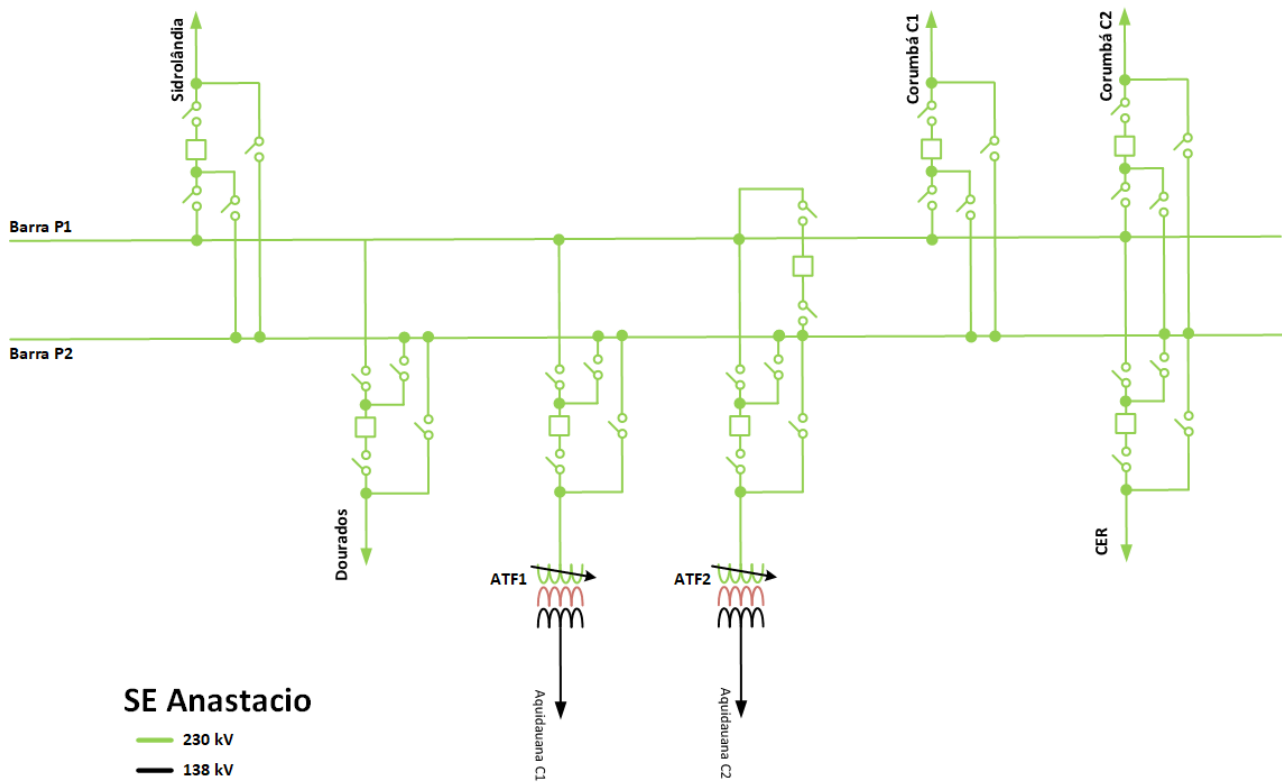 Sidrolândia
Corumbá C1
Corumbá C2
Barra P1
Barra P2
Dourados
CER
ATF1
ATF2
Aquidauana C1
Aquidauana C2
SE Anastacio
230 kV
138 kV